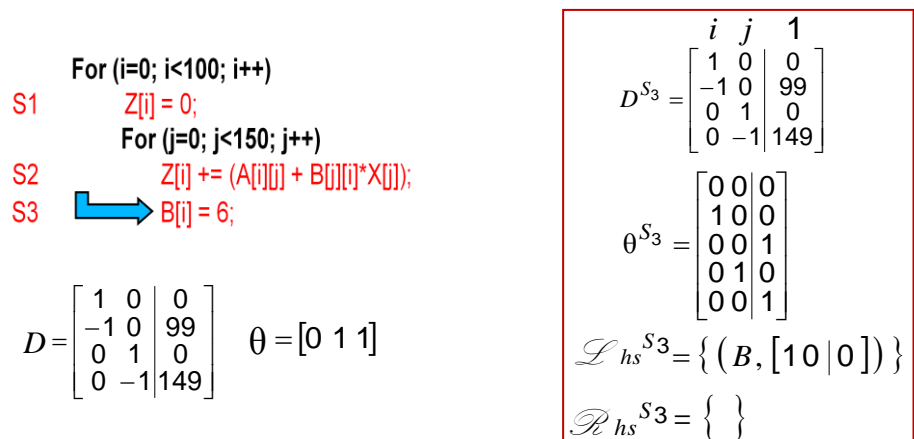 For (i=0; i<100; i++)
S1 Z[i] = 0;
For (j=0; j<150; j++)
S2 Z[i] += (A[i][j] + B[j][i]*X[j]);
S3 B[i] = 6;
D = [ 1 0 | 0
−1 0 | 99
0 1 | 0
0 −1 | 149 ]
θ = [0 1 1]
i j 1
D^S3 = [ 1 0 | 0
−1 0 | 99
0 1 | 0
0 −1 | 149 ]
θ^S3 = [ 0 0 | 0
1 0 | 0
0 0 | 1
0 1 | 0
0 0 | 1 ]
ℒhs^S3 = { ( B, [1 0 | 0 ] ) }
ℛhs^S3 = { }